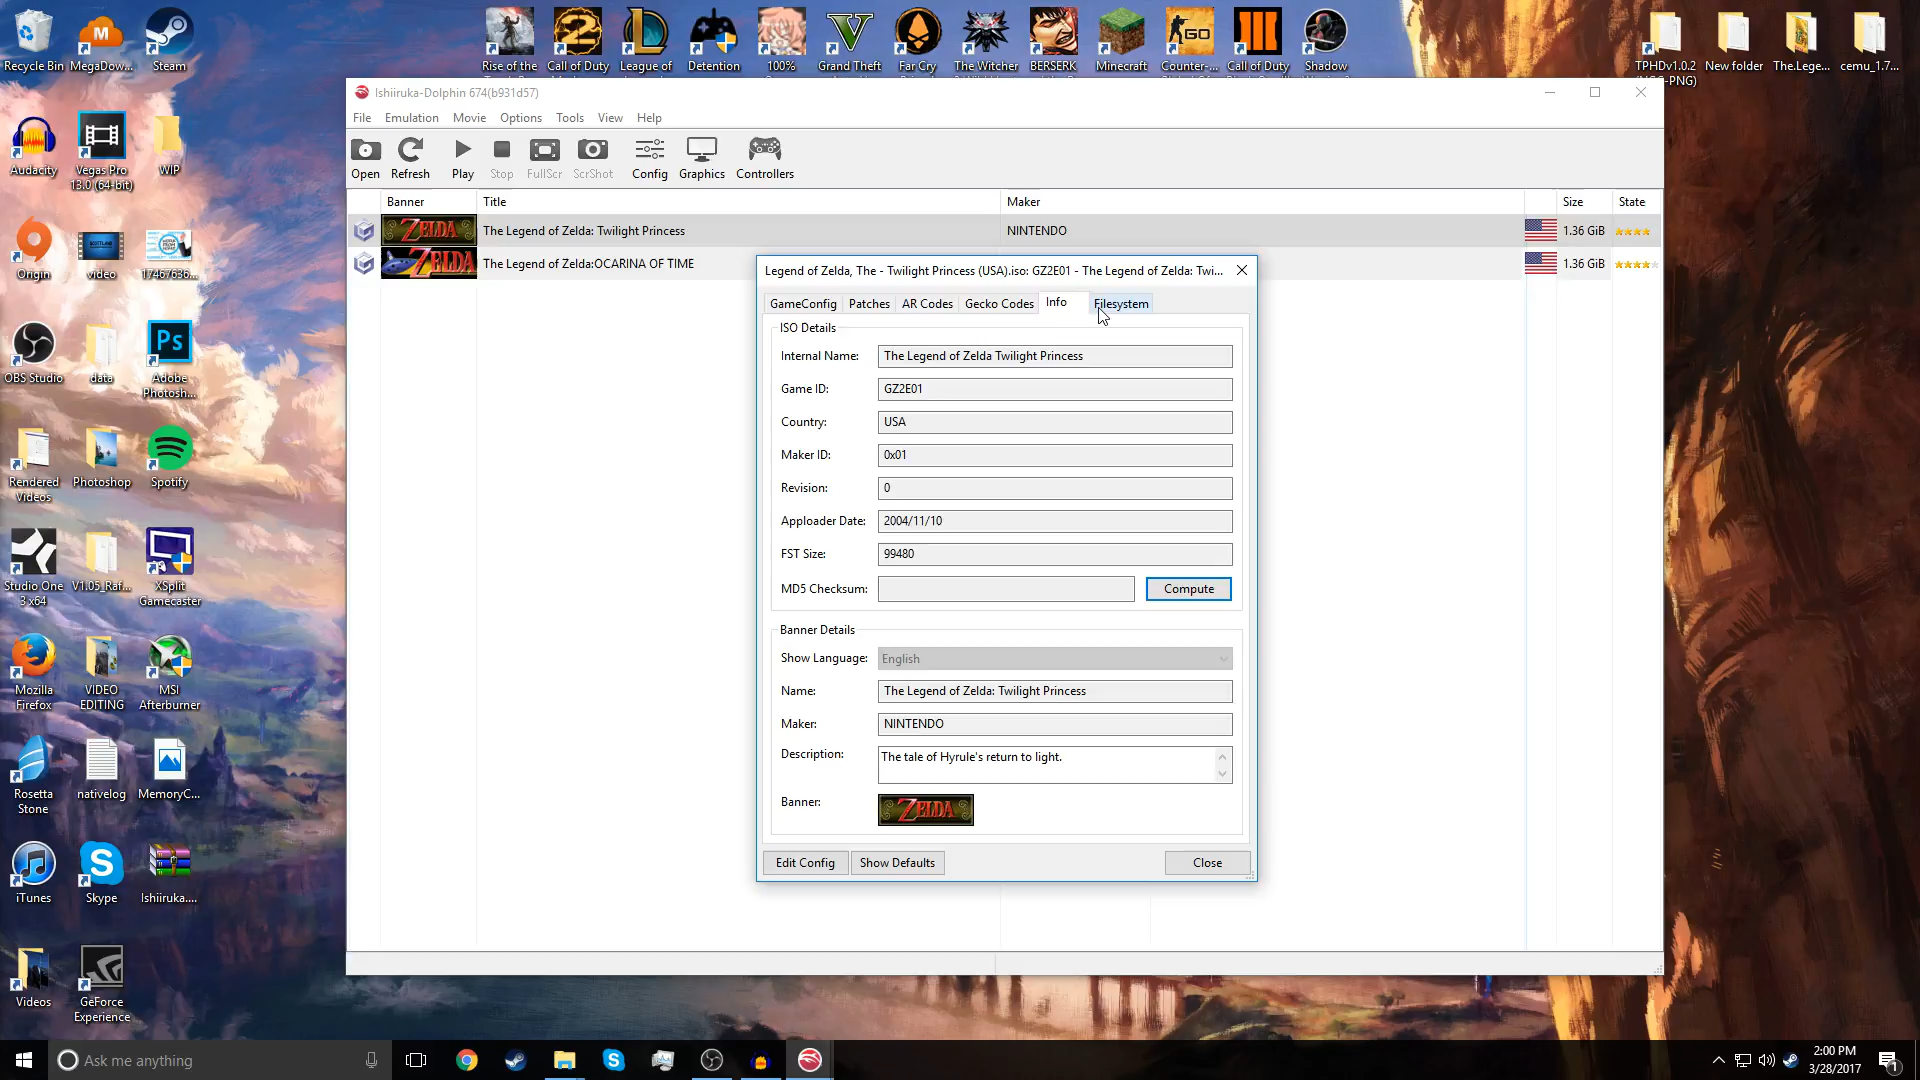 Recycle Bin
MegaDow...
Steam
Rise of the
Call of Duty
League of
Detention
100%
Grand Theft
Far Cry
The Witcher
BERSERK
Minecraft
Counter-...
Call of Duty
Shadow
TPHDv1.0.2
New folder
The.Lege...
cemu_1.7...
Ishiiruka-Dolphin 674(b931d57)
File Emulation Movie Options Tools View Help
Open Refresh Play Stop FullScr ScrShot Config Graphics Controllers
Banner Title Maker Size State
ZELDA The Legend of Zelda: Twilight Princess NINTENDO 1.36 GiB
ZELDA The Legend of Zelda:OCARINA OF TIME 1.36 GiB
Legend of Zelda, The - Twilight Princess (USA).iso: GZ2E01 - The Legend of Zelda: Twi...
GameConfig Patches AR Codes Gecko Codes Info Filesystem
ISO Details
Internal Name: The Legend of Zelda Twilight Princess
Game ID: GZ2E01
Country: USA
Maker ID: 0x01
Revision: 0
Apploader Date: 2004/11/10
FST Size: 99480
MD5 Checksum: Compute
Banner Details
Show Language: English
Name: The Legend of Zelda: Twilight Princess
Maker: NINTENDO
Description: The tale of Hyrule's return to light.
Banner: ZELDA
Edit Config Show Defaults Close
Audacity
Vegas Pro
13.0 (64-bit)
WIP
Origin
video
17467636...
OBS Studio
data
Ps
Adobe
Photosh...
Rendered
Videos
Photoshop
Spotify
Studio One
3 x64
V1.05_Raf...
XSplit
Gamecaster
Mozilla
Firefox
VIDEO
EDITING
MSI
Afterburner
Rosetta
Stone
nativelog
MemoryC...
iTunes
Skype
Ishiiruka....
Videos
GeForce
Experience
Ask me anything
2:00 PM
3/28/2017